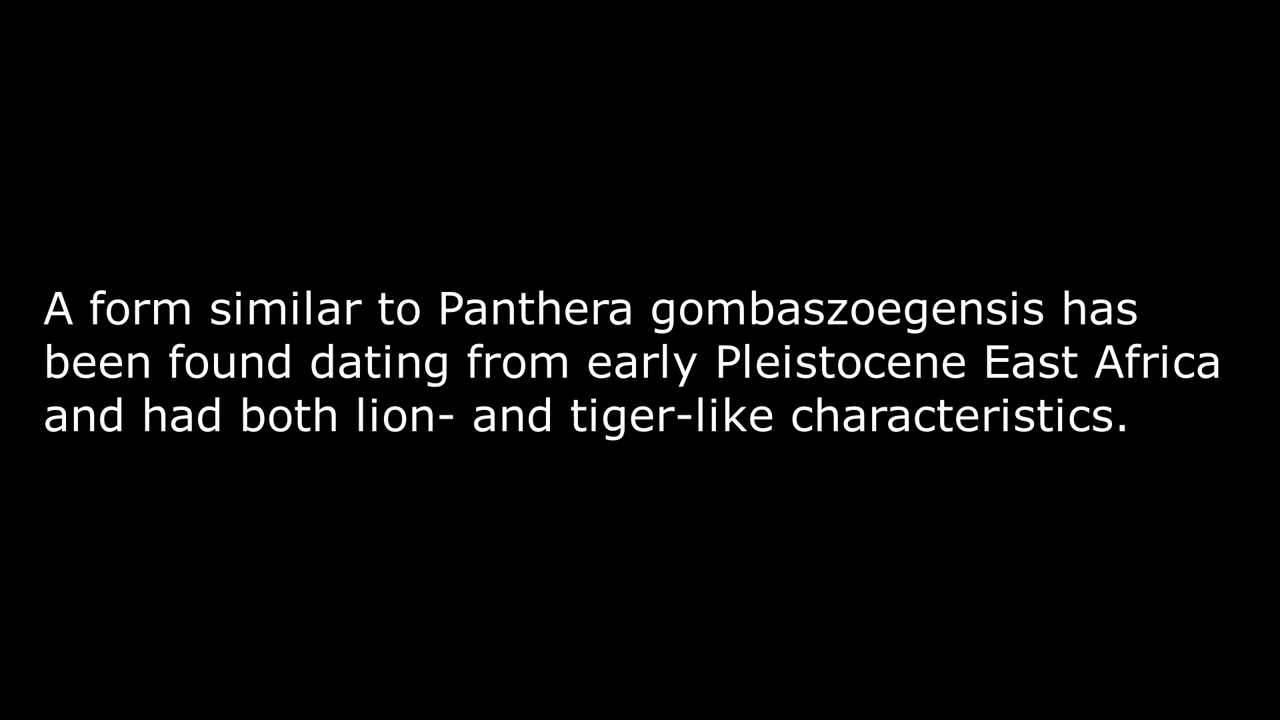 A form similar to Panthera gombaszoegensis has
been found dating from early Pleistocene East Africa
and had both lion- and tiger-like characteristics.